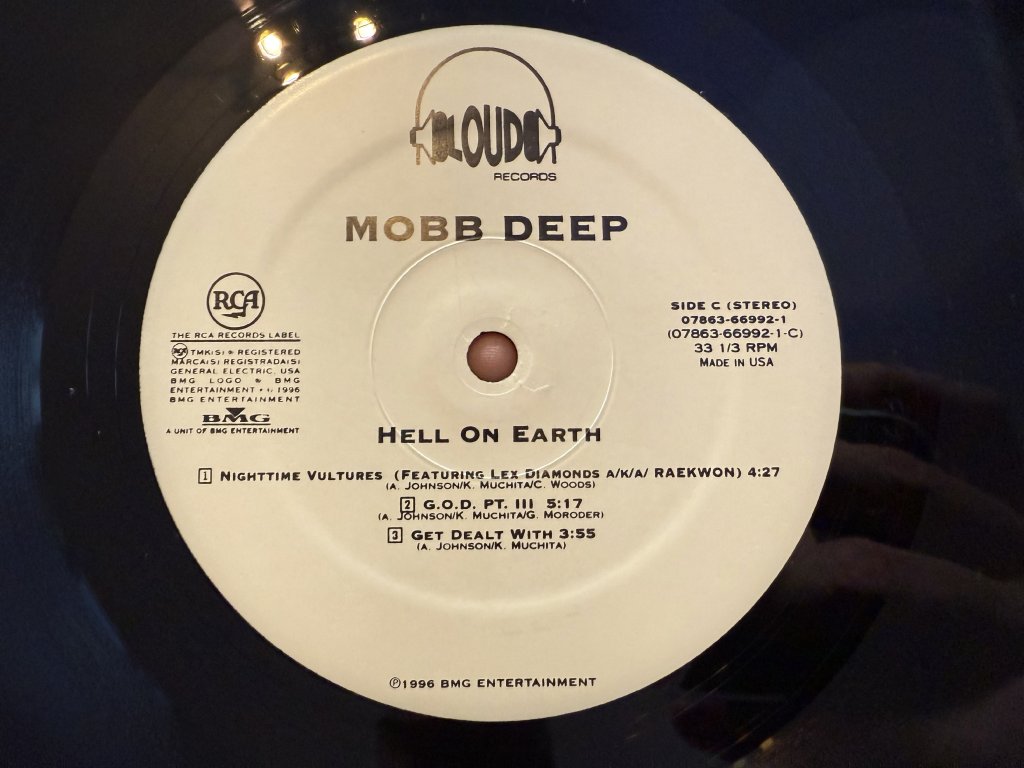 LOUD
RECORDS
MOBB DEEP
RCA
THE RCA RECORDS LABEL
TMK(S) ® REGISTERED
MARCA(S) REGISTRADA(S)
GENERAL ELECTRIC, USA
BMG LOGO ® BMG
ENTERTAINMENT • © 1996
BMG ENTERTAINMENT
BMG
A UNIT OF BMG ENTERTAINMENT
SIDE C (STEREO)
07863-66992-1
(07863-66992-1-C)
33 1/3 RPM
MADE IN USA
HELL ON EARTH
1 NIGHTTIME VULTURES (FEATURING LEX DIAMONDS A/K/A/ RAEKWON) 4:27
(A. JOHNSON/K. MUCHITA/C. WOODS)
2 G.O.D. PT. III 5:17
(A. JOHNSON/K. MUCHITA/G. MORODER)
3 GET DEALT WITH 3:55
(A. JOHNSON/K. MUCHITA)
℗1996 BMG ENTERTAINMENT